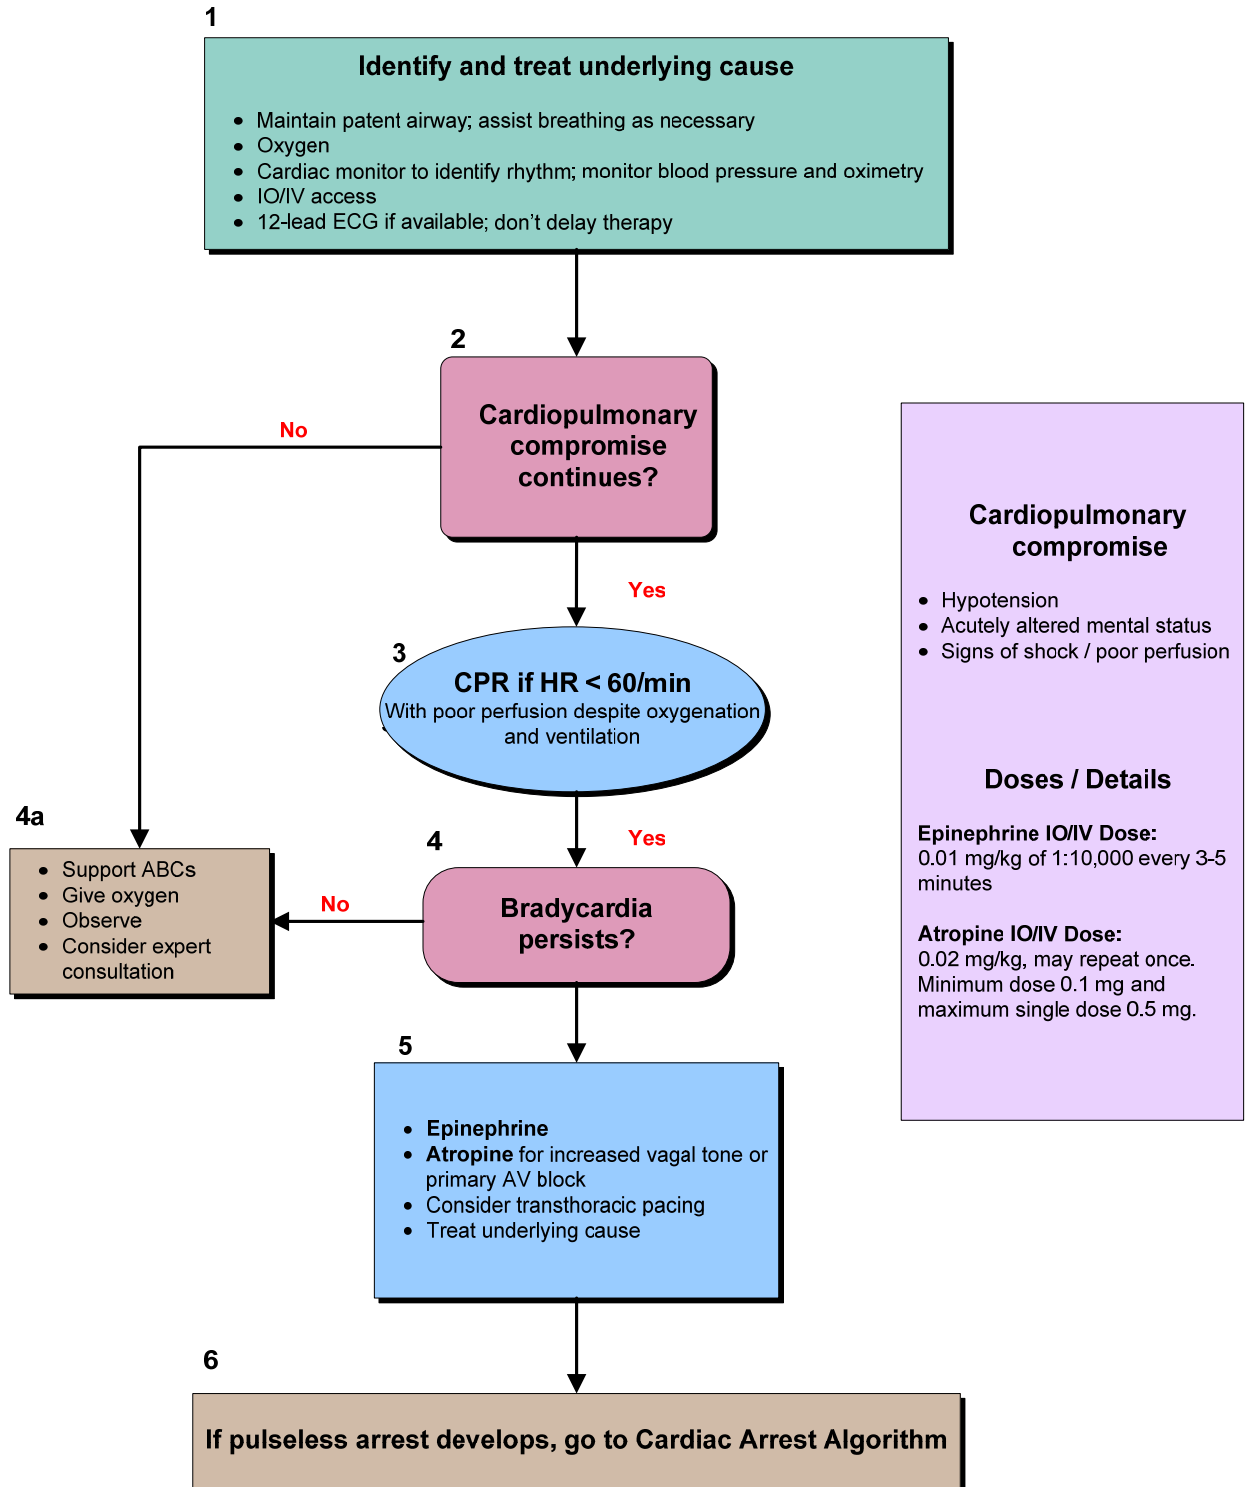 1
Identify and treat underlying cause
• Maintain patent airway; assist breathing as necessary
• Oxygen
• Cardiac monitor to identify rhythm; monitor blood pressure and oximetry
• IO/IV access
• 12-lead ECG if available; don’t delay therapy
2
Cardiopulmonary
compromise
continues?
No
Yes
3
CPR if HR < 60/min
With poor perfusion despite oxygenation
and ventilation
Yes
4a
• Support ABCs
• Give oxygen
• Observe
• Consider expert
consultation
No
4
Bradycardia
persists?
5
• Epinephrine
• Atropine for increased vagal tone or
primary AV block
• Consider transthoracic pacing
• Treat underlying cause
6
If pulseless arrest develops, go to Cardiac Arrest Algorithm
Cardiopulmonary
compromise
• Hypotension
• Acutely altered mental status
• Signs of shock / poor perfusion
Doses / Details
Epinephrine IO/IV Dose:
0.01 mg/kg of 1:10,000 every 3-5
minutes
Atropine IO/IV Dose:
0.02 mg/kg, may repeat once.
Minimum dose 0.1 mg and
maximum single dose 0.5 mg.